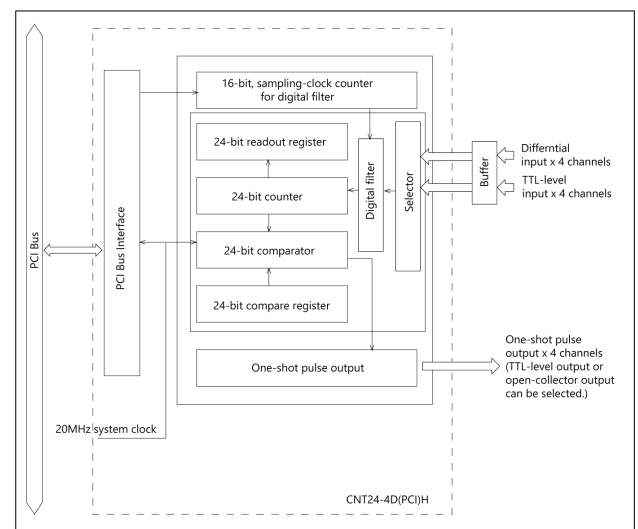 16-bit, sampling-clock counter
for digital filter
24-bit readout register
24-bit counter
24-bit comparator
24-bit compare register
One-shot pulse output
Digital filter
Selector
Buffer
Differntial
input x 4 channels
TTL-level
input x 4 channels
PCI Bus
PCI Bus Interface
One-shot pulse
output x 4 channels
(TTL-level output or
open-collector output
can be selected.)
20MHz system clock
CNT24-4D(PCI)H